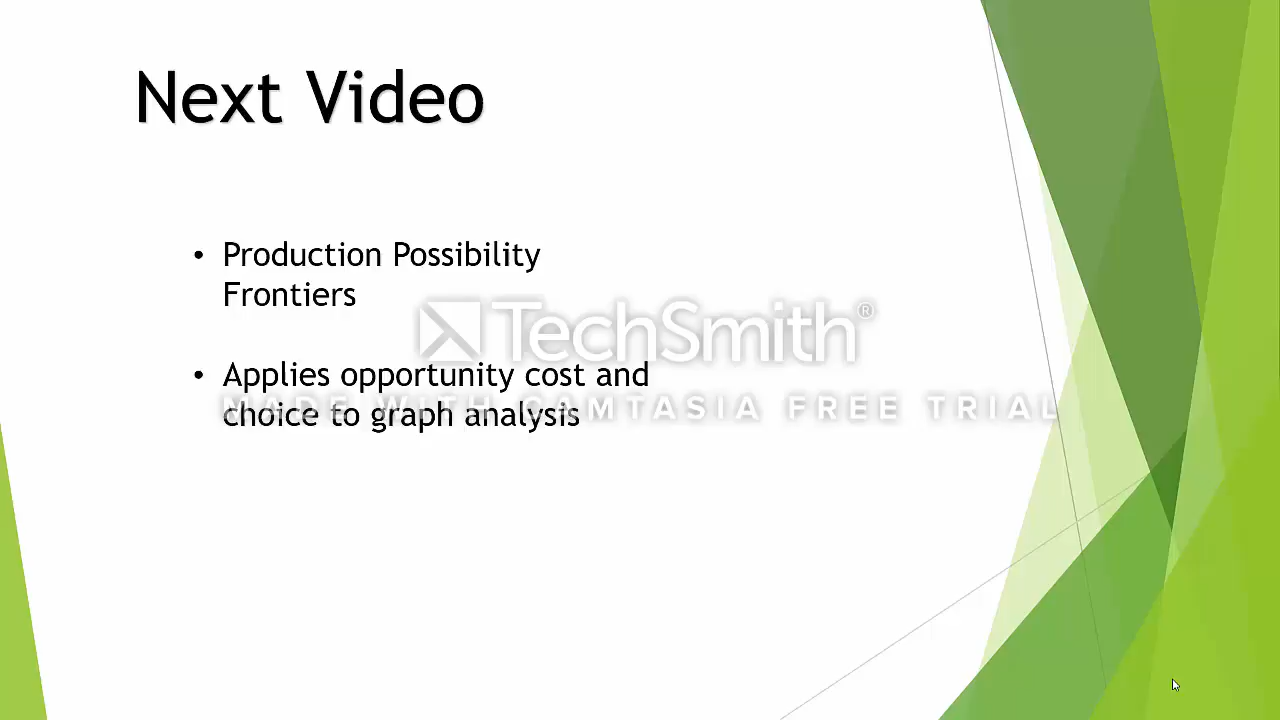 Next Video
• Production Possibility
Frontiers
TechSmith®
• Applies opportunity cost and
MADE WITH CAMTASIA FREE TRIAL
choice to graph analysis